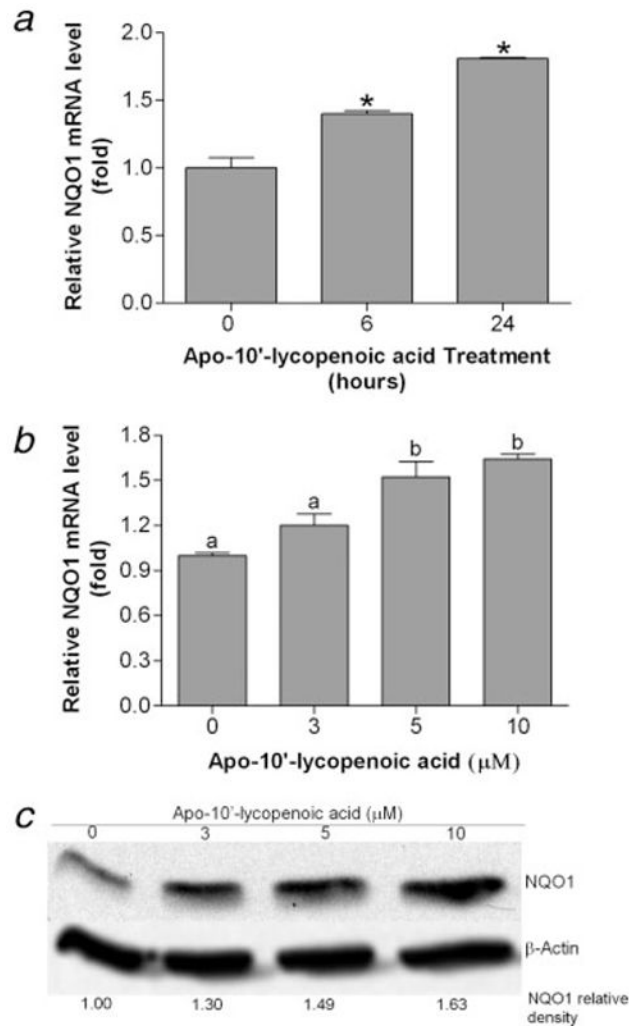 a
Relative NQO1 mRNA level
(fold)
2.0
1.5
1.0
0.5
0.0
*
*
0 6 24
Apo-10'-lycopenoic acid Treatment
(hours)
b
Relative NQO1 mRNA level
(fold)
1.8
1.5
1.2
0.9
0.6
0.3
0.0
a a b b
0 3 5 10
Apo-10'-lycopenoic acid (μM)
c
Apo-10'-lycopenoic acid (μM)
0 3 5 10
NQO1
β-Actin
1.00 1.30 1.49 1.63 NQO1 relative
density